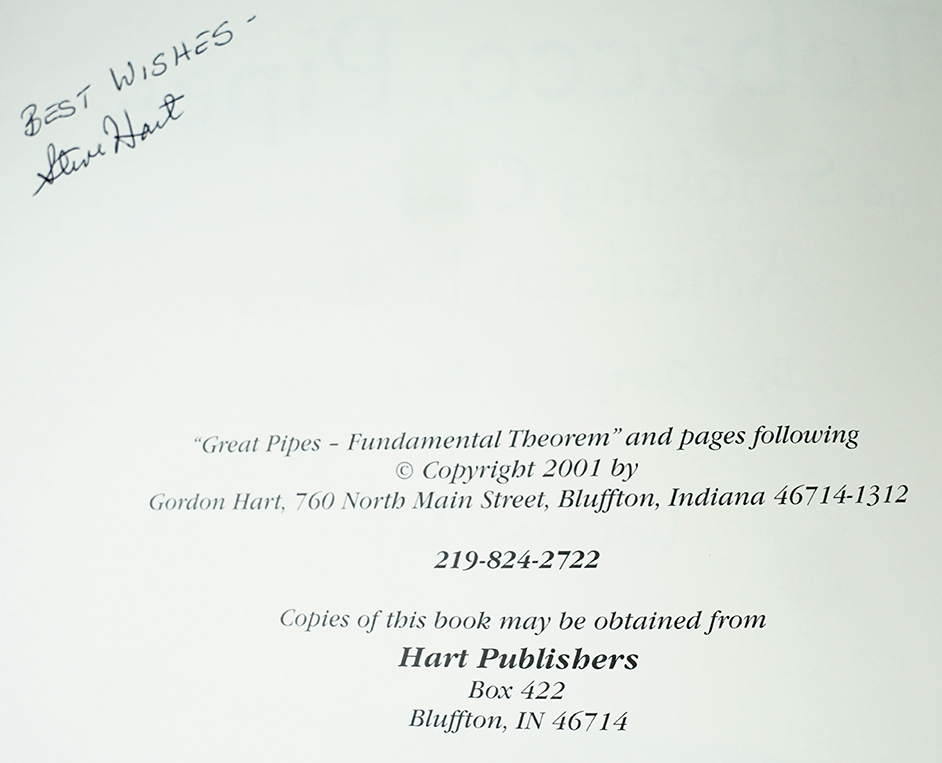 BEST WISHES -
Steve Hart
“Great Pipes – Fundamental Theorem” and pages following
© Copyright 2001 by
Gordon Hart, 760 North Main Street, Bluffton, Indiana 46714-1312
219-824-2722
Copies of this book may be obtained from
Hart Publishers
Box 422
Bluffton, IN 46714